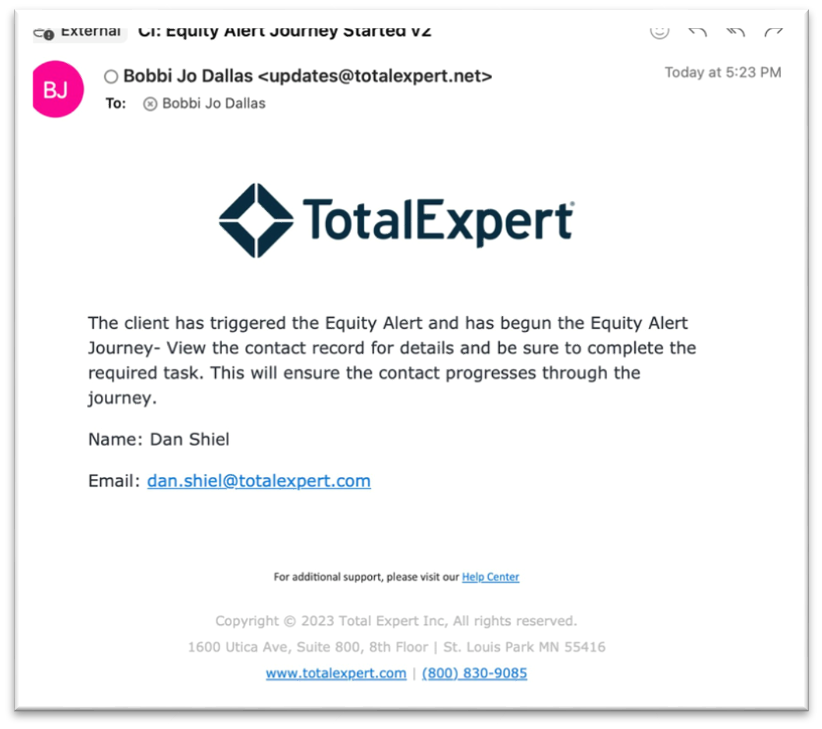 External CI: Equity Alert Journey Started v2
BJ
Bobbi Jo Dallas <updates@totalexpert.net>
Today at 5:23 PM
To: Bobbi Jo Dallas
TotalExpert®
The client has triggered the Equity Alert and has begun the Equity Alert
Journey- View the contact record for details and be sure to complete the
required task. This will ensure the contact progresses through the
journey.
Name: Dan Shiel
Email: dan.shiel@totalexpert.com
For additional support, please visit our Help Center
Copyright © 2023 Total Expert Inc, All rights reserved.
1600 Utica Ave, Suite 800, 8th Floor | St. Louis Park MN 55416
www.totalexpert.com | (800) 830-9085